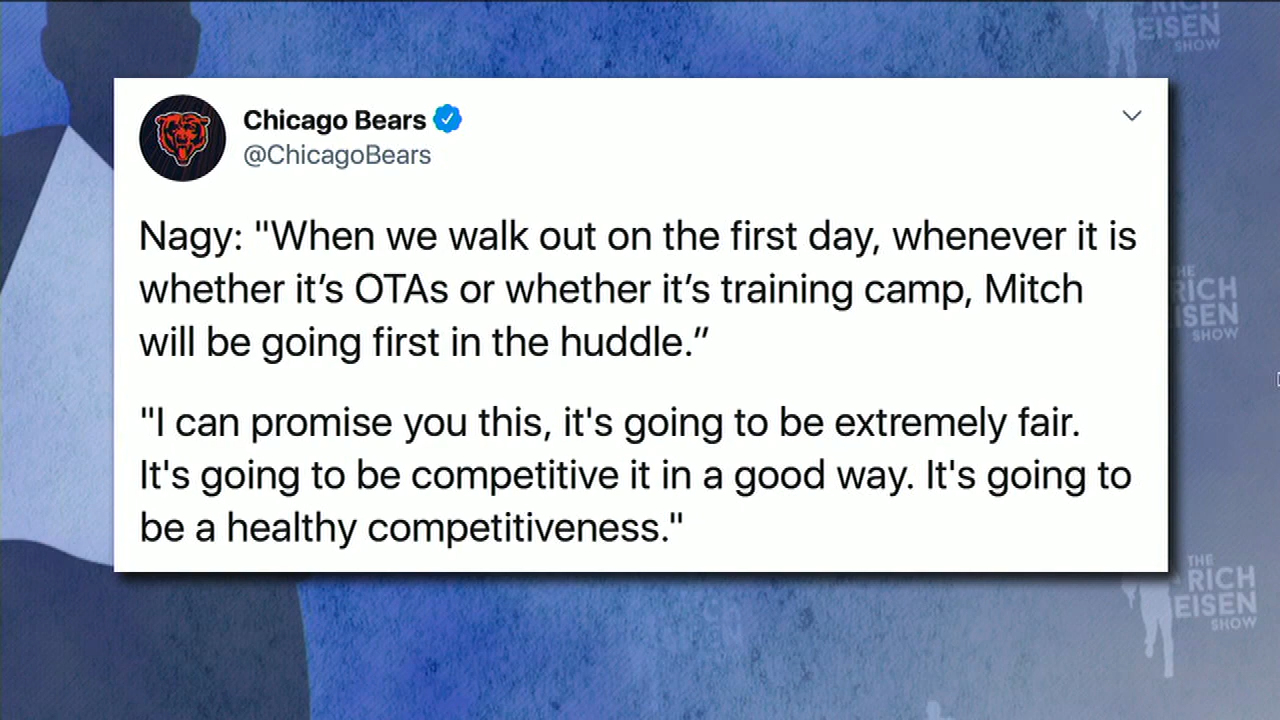 Chicago Bears
@ChicagoBears
Nagy: "When we walk out on the first day, whenever it is
whether it’s OTAs or whether it’s training camp, Mitch
will be going first in the huddle.”
"I can promise you this, it's going to be extremely fair.
It's going to be competitive it in a good way. It's going to
be a healthy competitiveness."
RICH
EISEN
SHOW
THE
RICH
ISEN
SHOW
THE
RICH
EISEN
SHOW